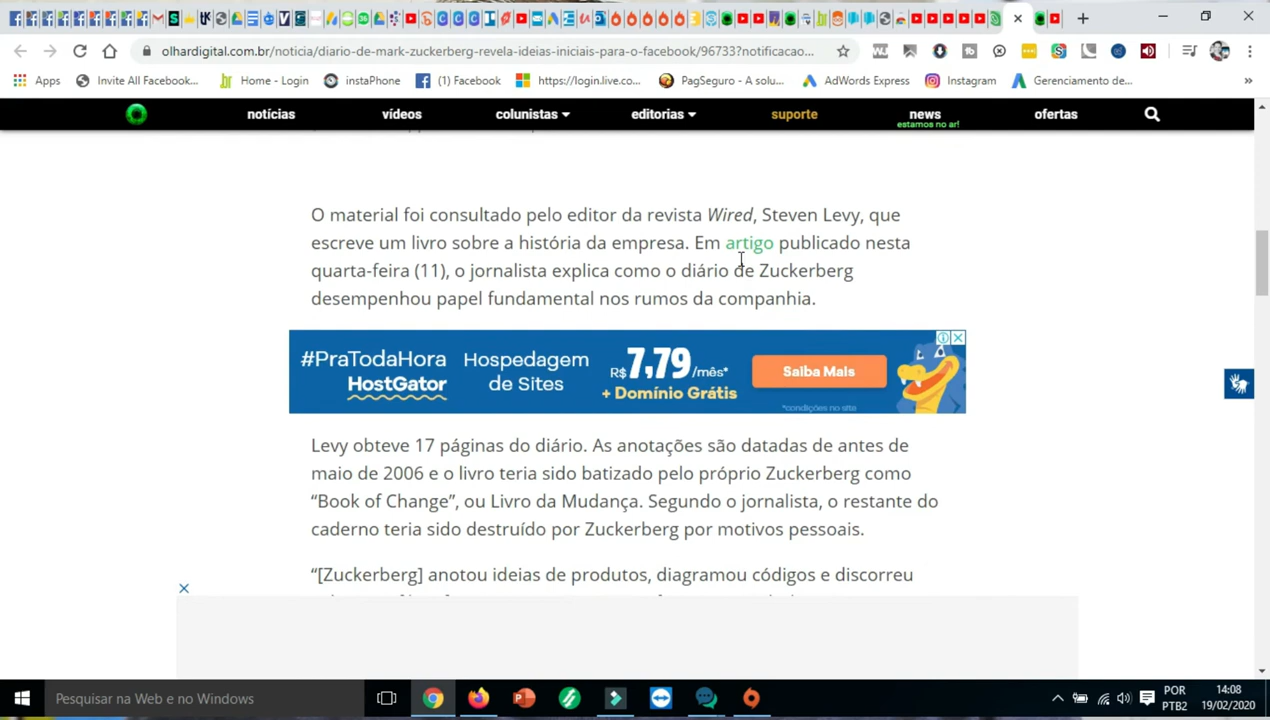 olhardigital.com.br/noticia/diario-de-mark-zuckerberg-revela-ideias-iniciais-para-o-facebook/96733?notificacao...
Apps
Invite All Facebook...
Home - Login
instaPhone
(1) Facebook
https://login.live.co...
PagSeguro - A solu...
AdWords Express
Instagram
Gerenciamento de...
notícias
vídeos
colunistas
editorias
suporte
news
estamos no ar!
ofertas
O material foi consultado pelo editor da revista Wired, Steven Levy, que
escreve um livro sobre a história da empresa. Em artigo publicado nesta
quarta-feira (11), o jornalista explica como o diário de Zuckerberg
desempenhou papel fundamental nos rumos da companhia.
#PraTodaHora
HostGator
Hospedagem
de Sites
R$ 7,79 /mês*
+ Domínio Grátis
Saiba Mais
*condições no site
Levy obteve 17 páginas do diário. As anotações são datadas de antes de
maio de 2006 e o livro teria sido batizado pelo próprio Zuckerberg como
“Book of Change”, ou Livro da Mudança. Segundo o jornalista, o restante do
caderno teria sido destruído por Zuckerberg por motivos pessoais.
“[Zuckerberg] anotou ideias de produtos, diagramou códigos e discorreu
Pesquisar na Web e no Windows
POR
PTB2
14:08
19/02/2020